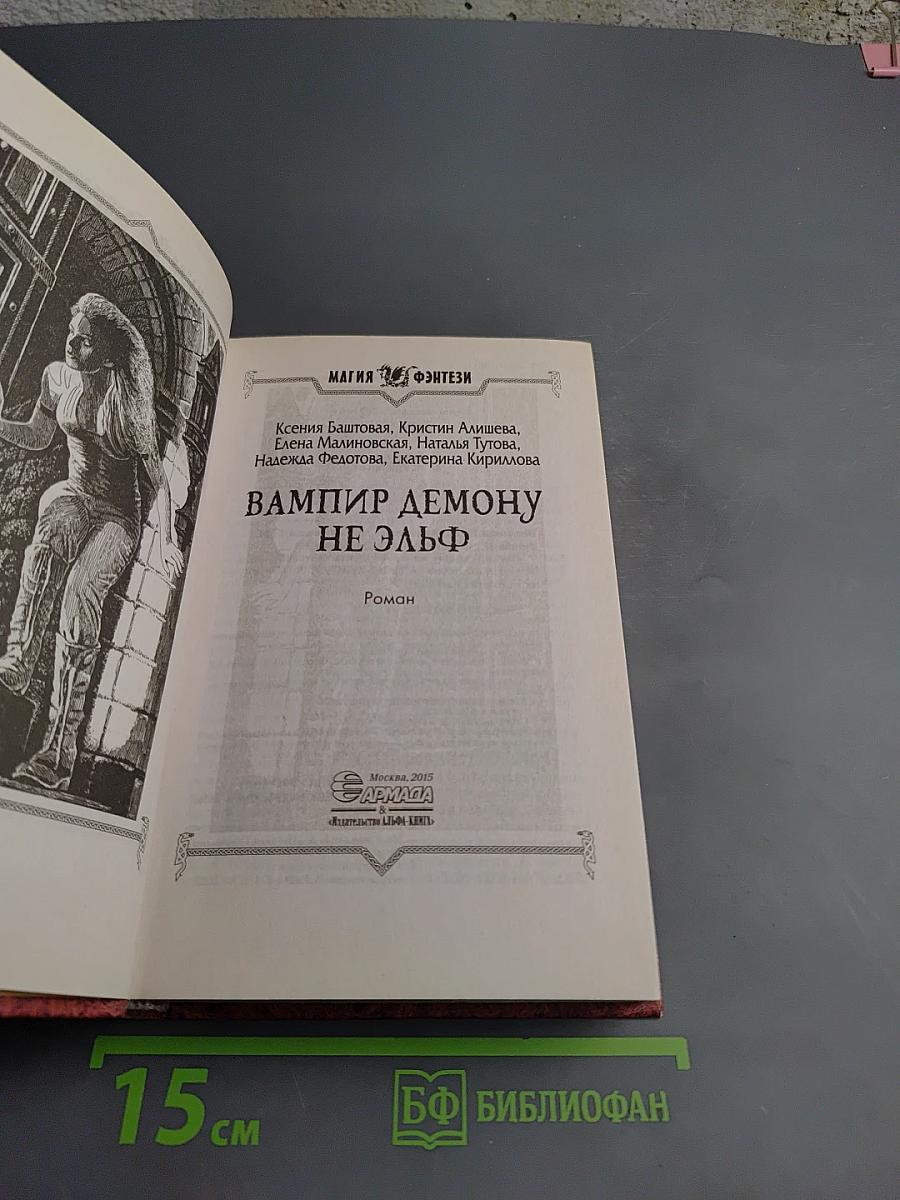 МАГИЯ ФЭНТЕЗИ
Ксения Баштовая, Кристин Алишева,
Елена Малиновская, Наталья Тутова,
Надежда Федотова, Екатерина Кириллова
ВАМПИР ДЕМОНУ
НЕ ЭЛЬФ
Роман
Москва, 2015
АРМАДА
&
«Издательство АЛЬФА-КНИГА»
15 см
БФ БИБЛИОФАН